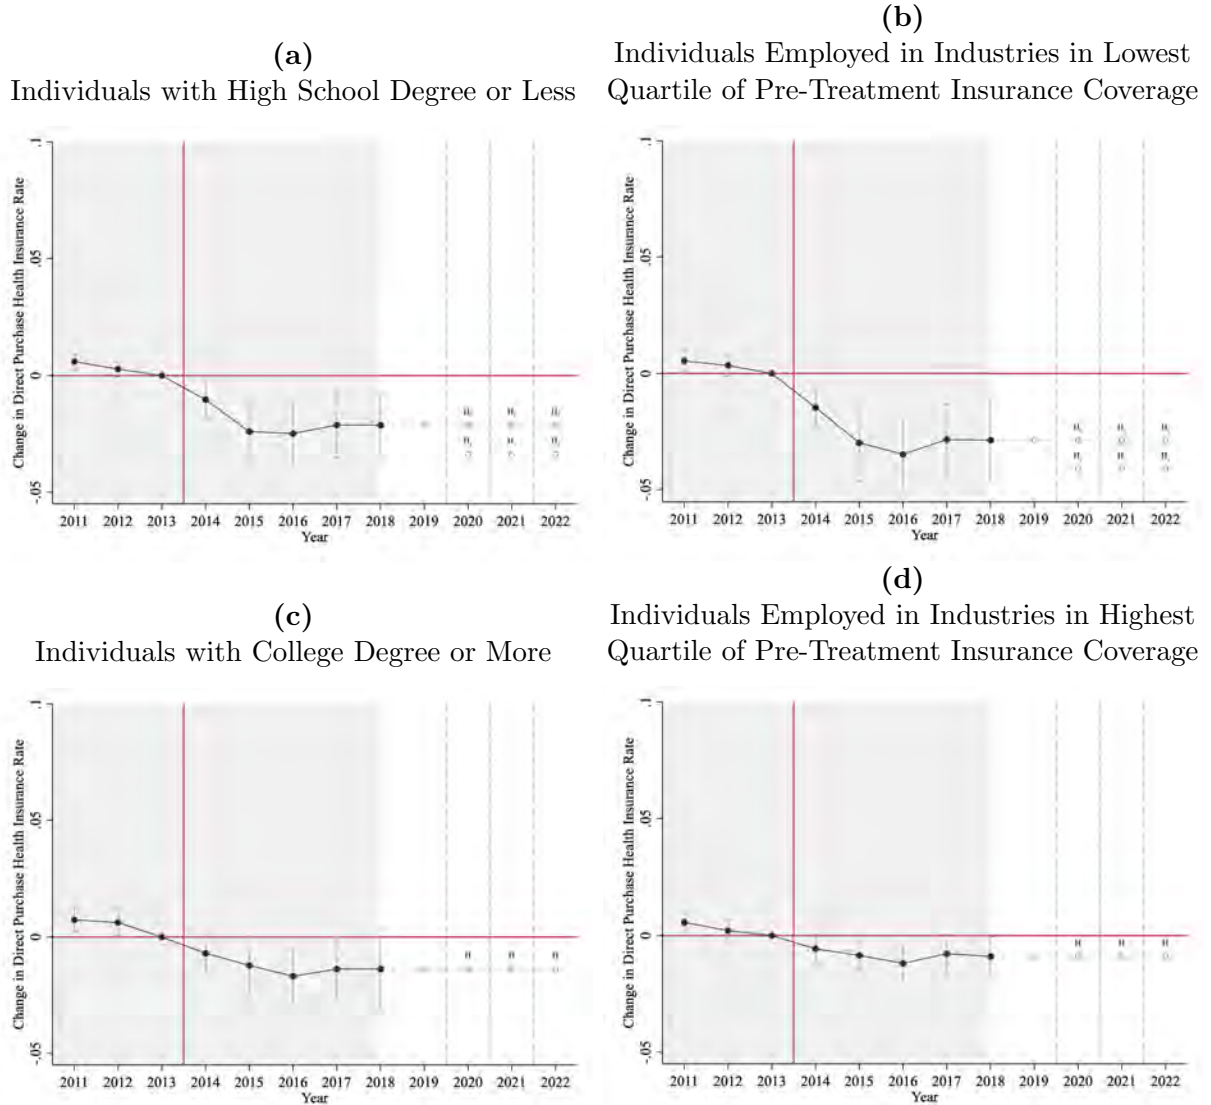 (a)
Individuals with High School Degree or Less
Change in Direct Purchase Health Insurance Rate
.1
.05
0
-.05
2011 2012 2013 2014 2015 2016 2017 2018 2019 2020 2021 2022
Year
(b)
Individuals Employed in Industries in Lowest
Quartile of Pre-Treatment Insurance Coverage
Change in Direct Purchase Health Insurance Rate
.1
.05
0
-.05
2011 2012 2013 2014 2015 2016 2017 2018 2019 2020 2021 2022
Year
(c)
Individuals with College Degree or More
Change in Direct Purchase Health Insurance Rate
.1
.05
0
-.05
H H H
2011 2012 2013 2014 2015 2016 2017 2018 2019 2020 2021 2022
Year
(d)
Individuals Employed in Industries in Highest
Quartile of Pre-Treatment Insurance Coverage
Change in Direct Purchase Health Insurance Rate
.1
.05
0
-.05
H H H
2011 2012 2013 2014 2015 2016 2017 2018 2019 2020 2021 2022
Year